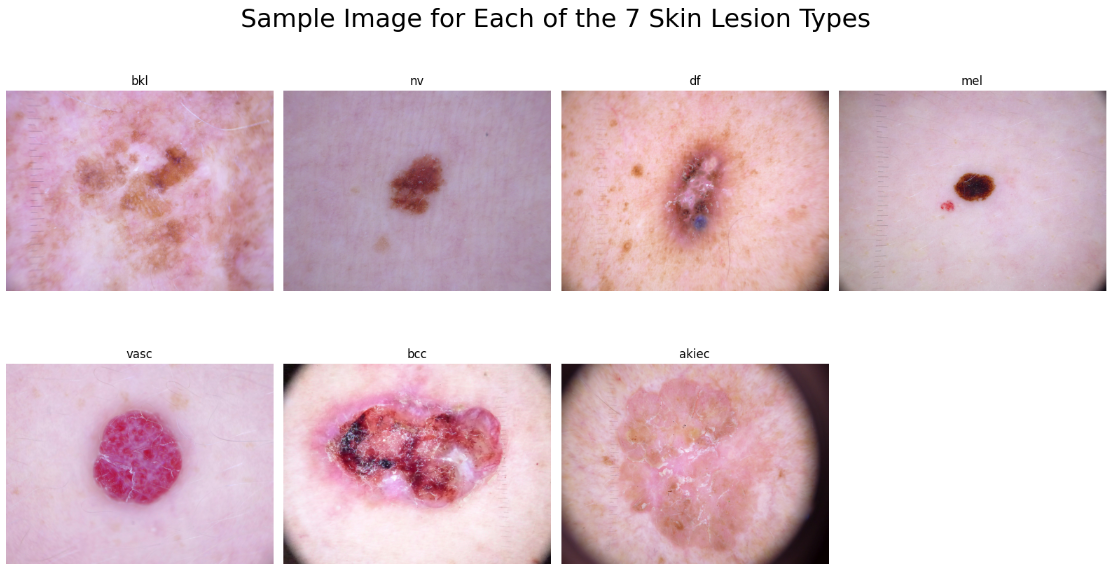 Sample Image for Each of the 7 Skin Lesion Types
bkl
nv
df
mel
vasc
bcc
akiec